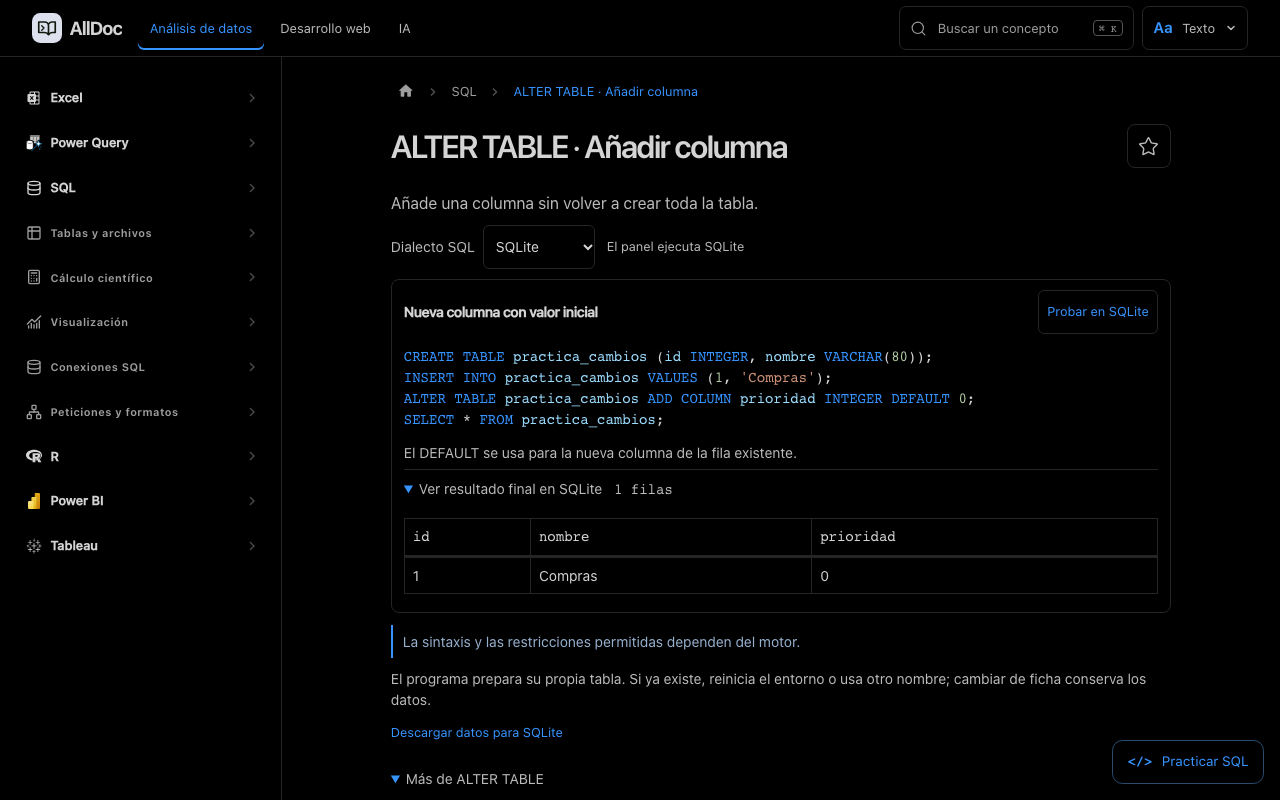 AllDoc
Análisis de datos
Desarrollo web
IA
Buscar un concepto
⌘ K
Aa Texto
Excel
Power Query
SQL
Tablas y archivos
Cálculo científico
Visualización
Conexiones SQL
Peticiones y formatos
R
Power BI
Tableau
SQL
ALTER TABLE · Añadir columna
ALTER TABLE · Añadir columna
Añade una columna sin volver a crear toda la tabla.
Dialecto SQL SQLite El panel ejecuta SQLite
Nueva columna con valor inicial
Probar en SQLite
CREATE TABLE practica_cambios (id INTEGER, nombre VARCHAR(80));
INSERT INTO practica_cambios VALUES (1, 'Compras');
ALTER TABLE practica_cambios ADD COLUMN prioridad INTEGER DEFAULT 0;
SELECT * FROM practica_cambios;
El DEFAULT se usa para la nueva columna de la fila existente.
Ver resultado final en SQLite 1 filas
id nombre prioridad
1 Compras 0
La sintaxis y las restricciones permitidas dependen del motor.
El programa prepara su propia tabla. Si ya existe, reinicia el entorno o usa otro nombre; cambiar de ficha conserva los
datos.
Descargar datos para SQLite
Más de ALTER TABLE
</> Practicar SQL